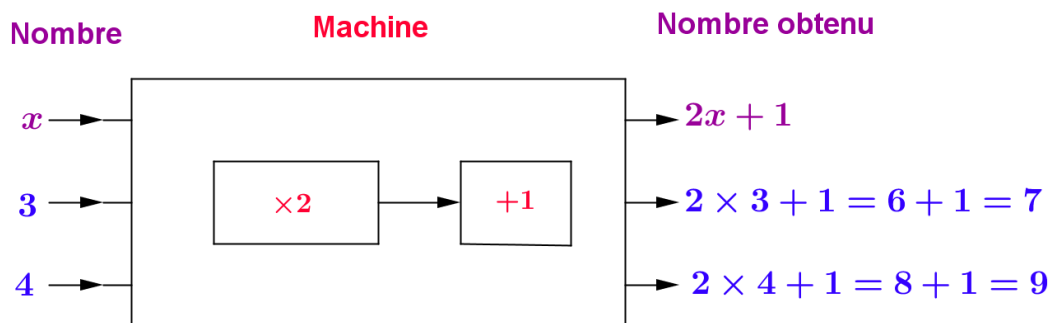 Nombre Machine Nombre obtenu
x 2x + 1
3 ×2 +1 2 × 3 + 1 = 6 + 1 = 7
4 2 × 4 + 1 = 8 + 1 = 9